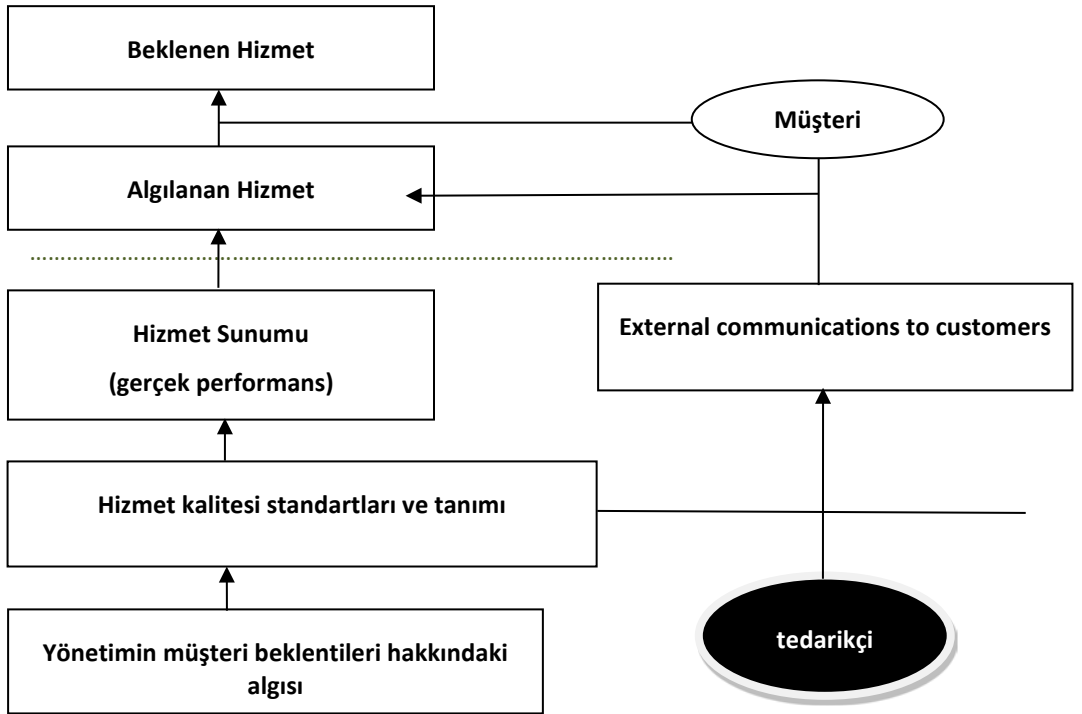 Beklenen Hizmet
Müşteri
Algılanan Hizmet
Hizmet Sunumu
(gerçek performans)
External communications to customers
Hizmet kalitesi standartları ve tanımı
tedarikçi
Yönetimin müşteri beklentileri hakkındaki
algısı